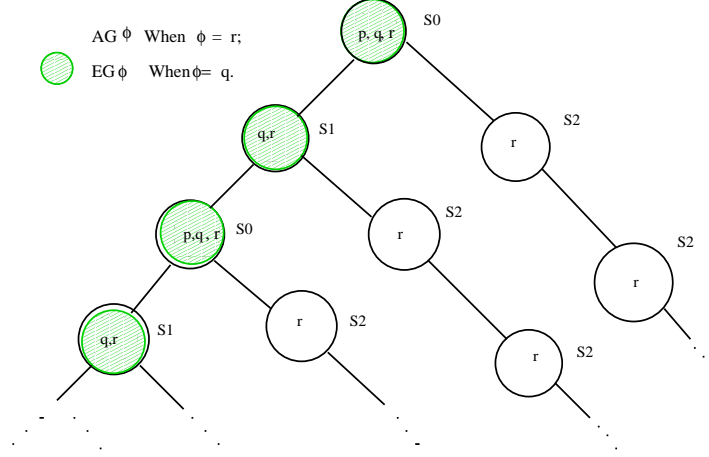 AG ϕ When ϕ = r;
EG ϕ When ϕ= q.
p, q, r S0
q,r S1
r S2
p,q , r S0
r S2
r S2
q,r S1
r S2
r S2